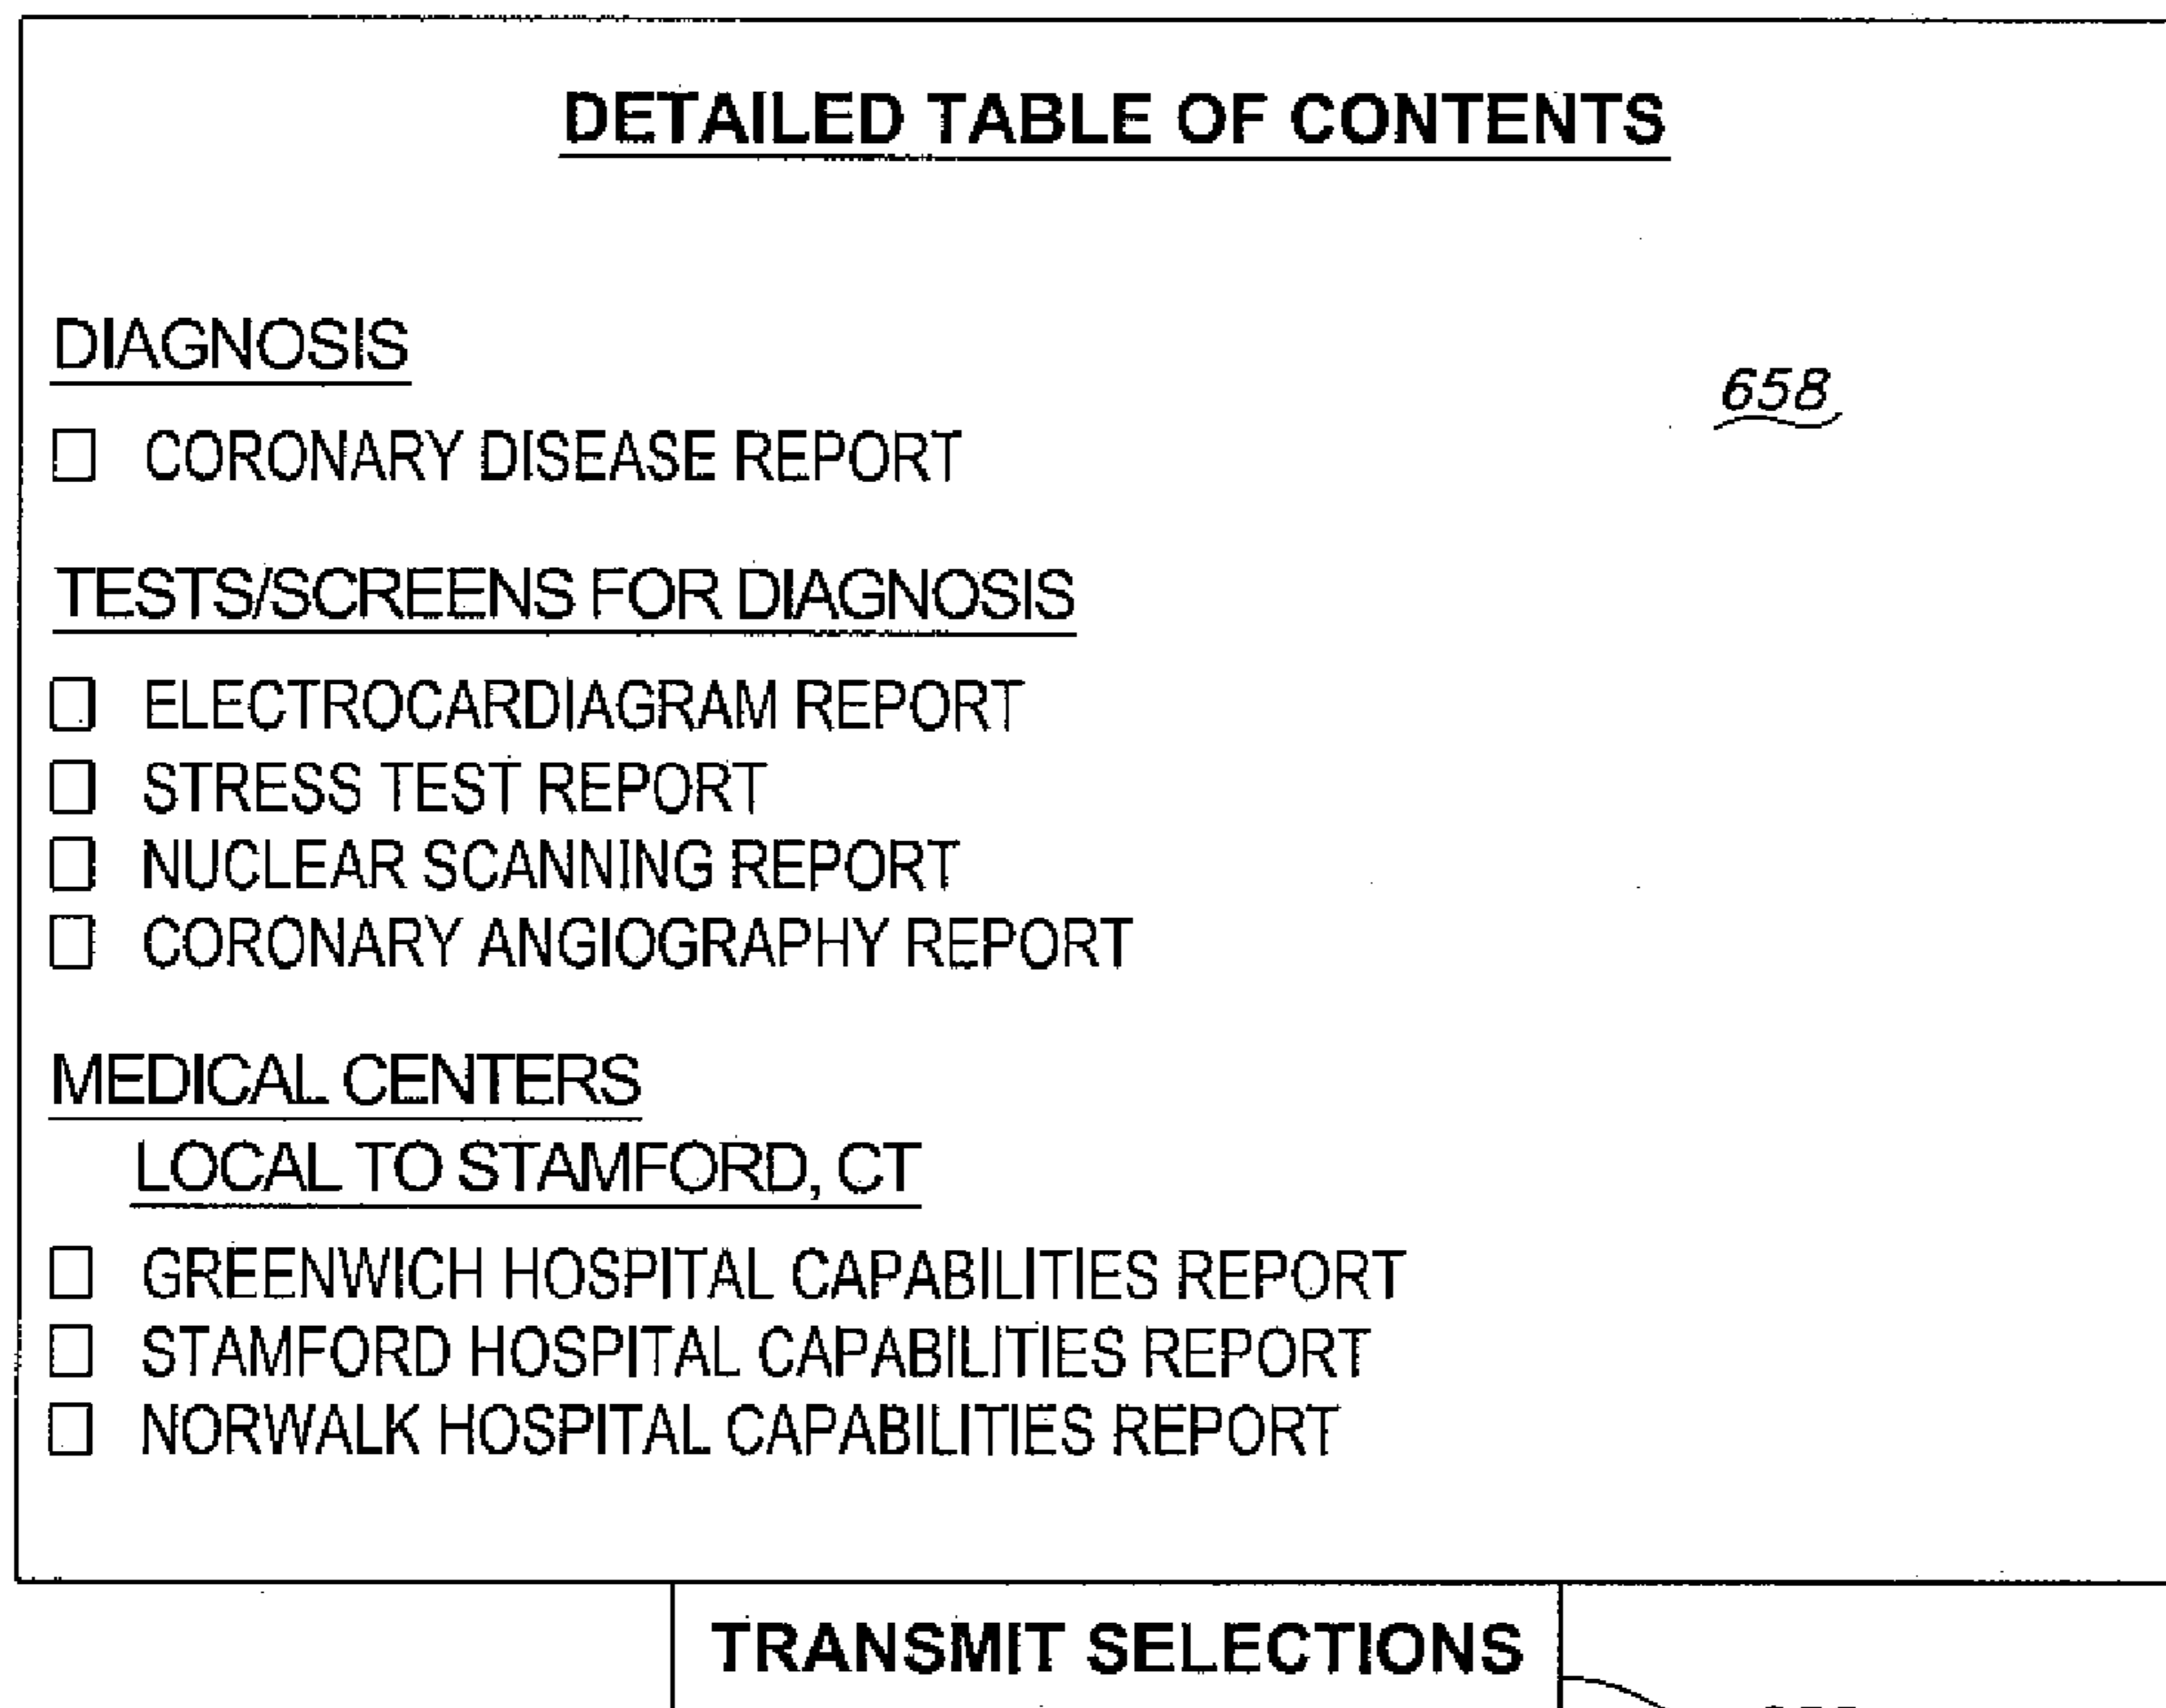 DETAILED TABLE OF CONTENTS
DIAGNOSIS
658
☐ CORONARY DISEASE REPORT
TESTS/SCREENS FOR DIAGNOSIS
☐ ELECTROCARDIAGRAM REPORT
☐ STRESS TEST REPORT
☐ NUCLEAR SCANNING REPORT
☐ CORONARY ANGIOGRAPHY REPORT
MEDICAL CENTERS
LOCAL TO STAMFORD, CT
☐ GREENWICH HOSPITAL CAPABILITIES REPORT
☐ STAMFORD HOSPITAL CAPABILITIES REPORT
☐ NORWALK HOSPITAL CAPABILITIES REPORT
TRANSMIT SELECTIONS